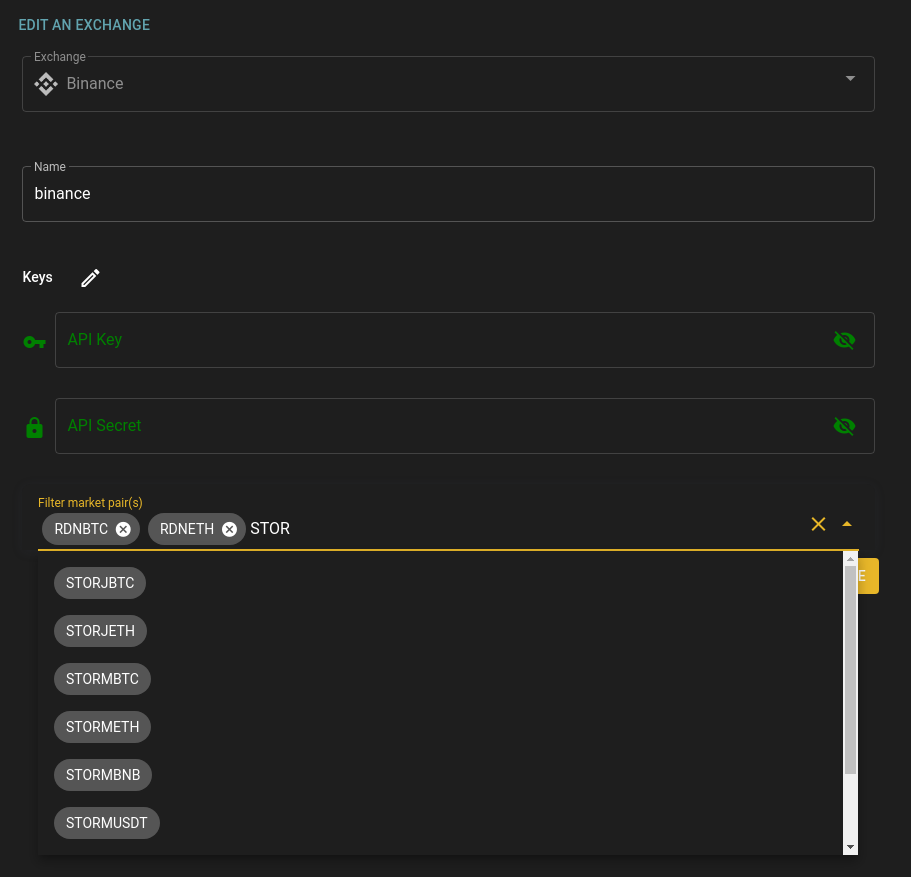 EDIT AN EXCHANGE
Exchange
Binance
Name
binance
Keys
API Key
API Secret
Filter market pair(s)
RDNBTC RDNETH STOR
STORJBTC
E
STORJETH
STORMBTC
STORMETH
STORMBNB
STORMUSDT